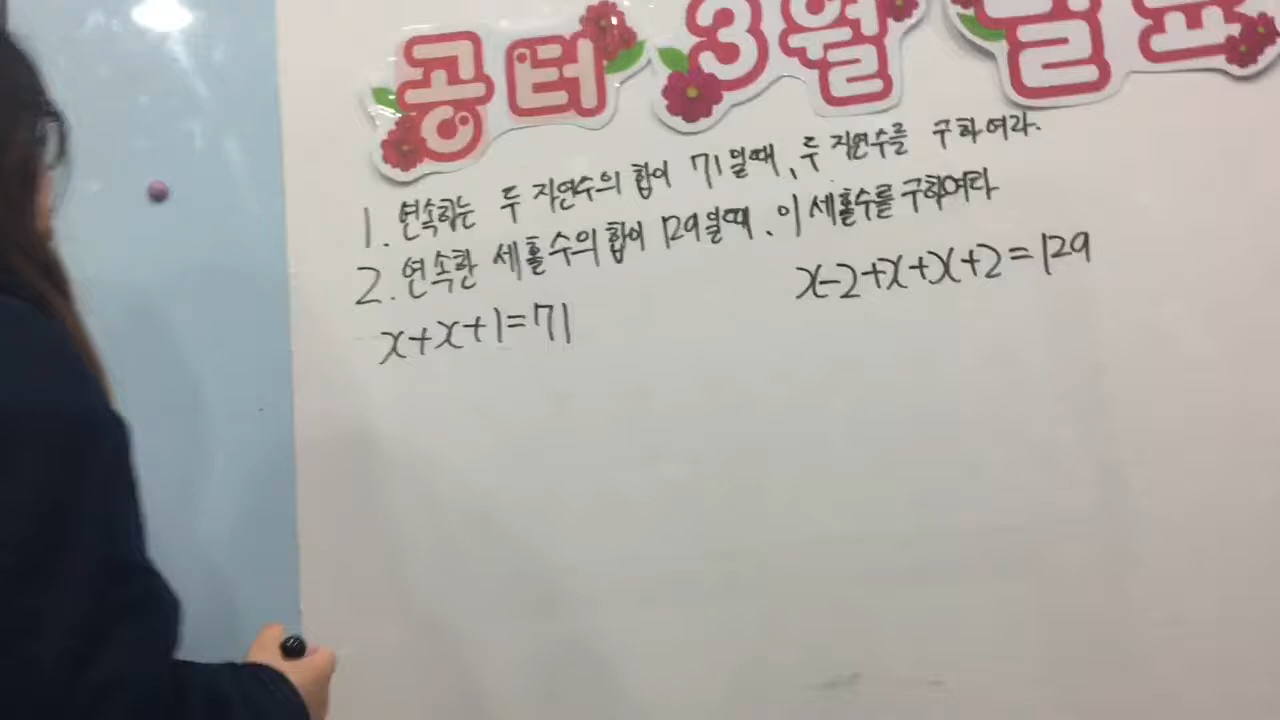 공터 3월 발표
1. 연속하는 두 자연수의 합이 71일때, 두 자연수를 구하여라.
2. 연속한 세홀수의 합이 129일때, 이 세홀수를 구하여라
x-2+x+x+2=129
x+x+1=71